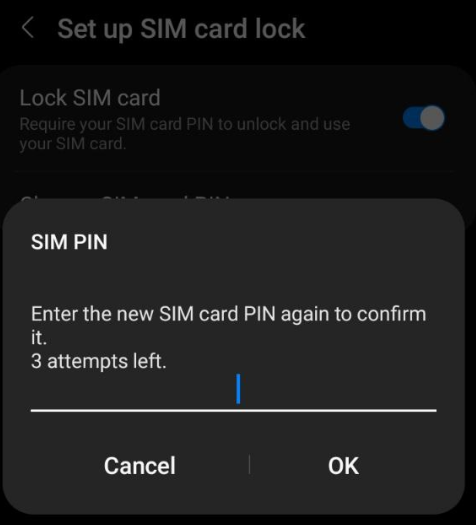 Set up SIM card lock
Lock SIM card
Require your SIM card PIN to unlock and use
your SIM card.
SIM PIN
Enter the new SIM card PIN again to confirm
it.
3 attempts left.
Cancel
OK